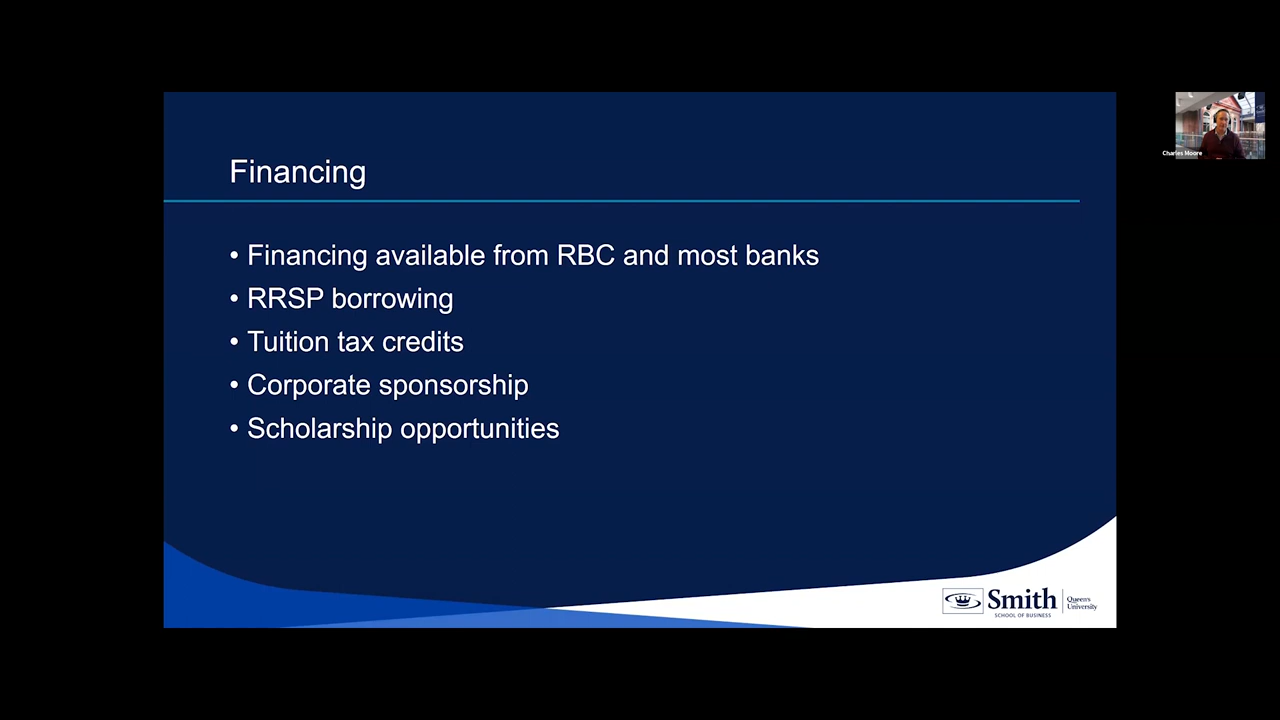 Financing
• Financing available from RBC and most banks
• RRSP borrowing
• Tuition tax credits
• Corporate sponsorship
• Scholarship opportunities
Charles Moore
Smith
SCHOOL OF BUSINESS
Queen's
University